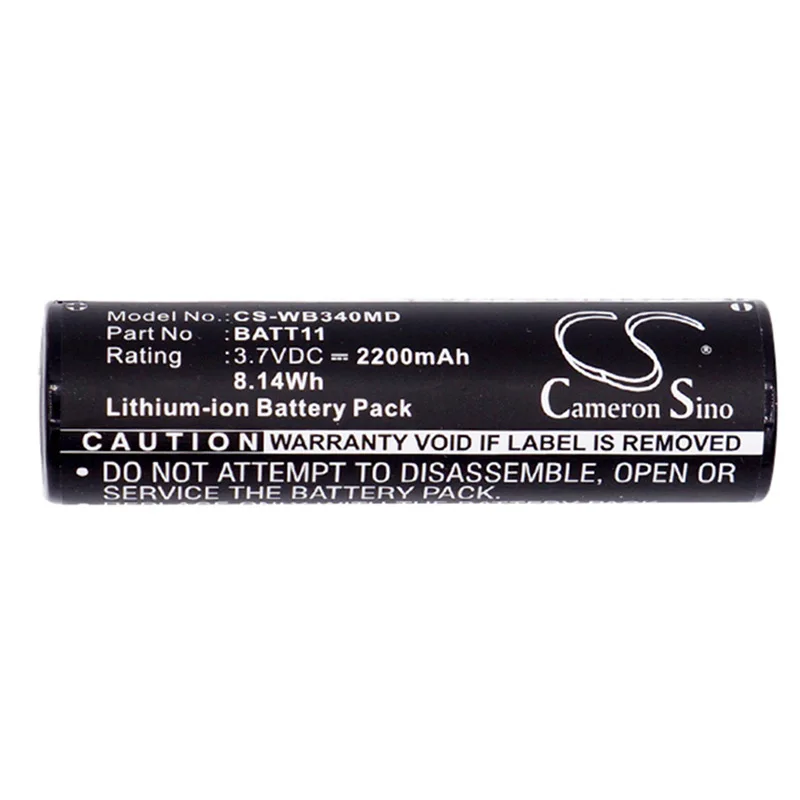 Model No.: CS-WB340MD
Part No : BATT11
Rating : 3.7VDC ⎓ 2200mAh
8.14Wh
Lithium-ion Battery Pack
CS ®
Cameron Sino
CAUTION WARRANTY VOID IF LABEL IS REMOVED
• DO NOT ATTEMPT TO DISASSEMBLE, OPEN OR
SERVICE THE BATTERY PACK.